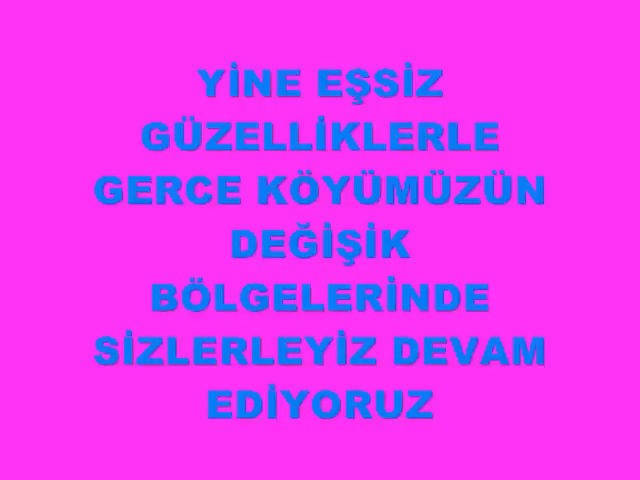 YİNE EŞSİZ
GÜZELLİKLERLE
GERCE KÖYÜMÜZÜN
DEĞİŞİK
BÖLGELERİNDE
SİZLERLEYİZ DEVAM
EDİYORUZ